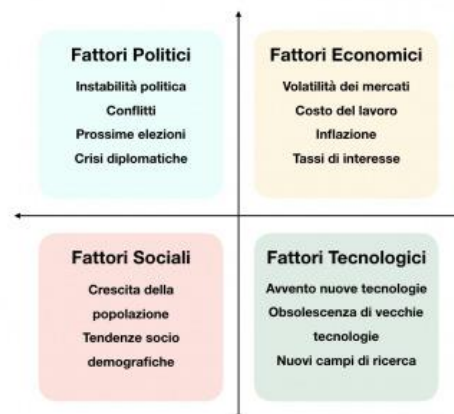 Fattori Politici
Instabilità politica
Conflitti
Prossime elezioni
Crisi diplomatiche
Fattori Economici
Volatilità dei mercati
Costo del lavoro
Inflazione
Tassi di interesse
Fattori Sociali
Crescita della
popolazione
Tendenze socio
demografiche
Fattori Tecnologici
Avvento nuove tecnologie
Obsolescenza di vecchie
tecnologie
Nuovi campi di ricerca